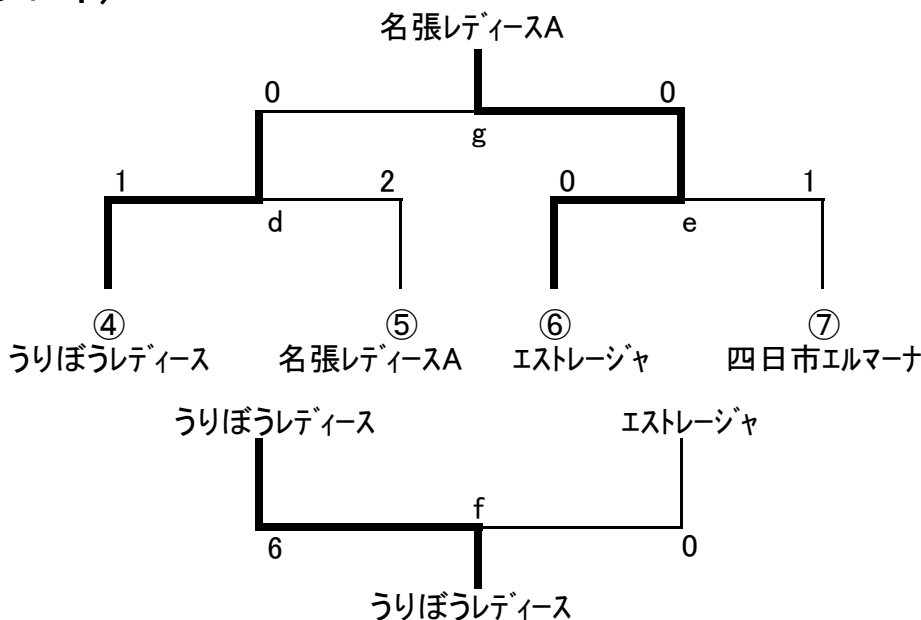 名張レディースA
0 0
g
1 2 0 1
d e
④ ⑤ ⑥ ⑦
うりぼうレディース 名張レディースA エストレージャ 四日市エルマーナ
うりぼうレディース エストレージャ
f
6 0
うりぼうレディース